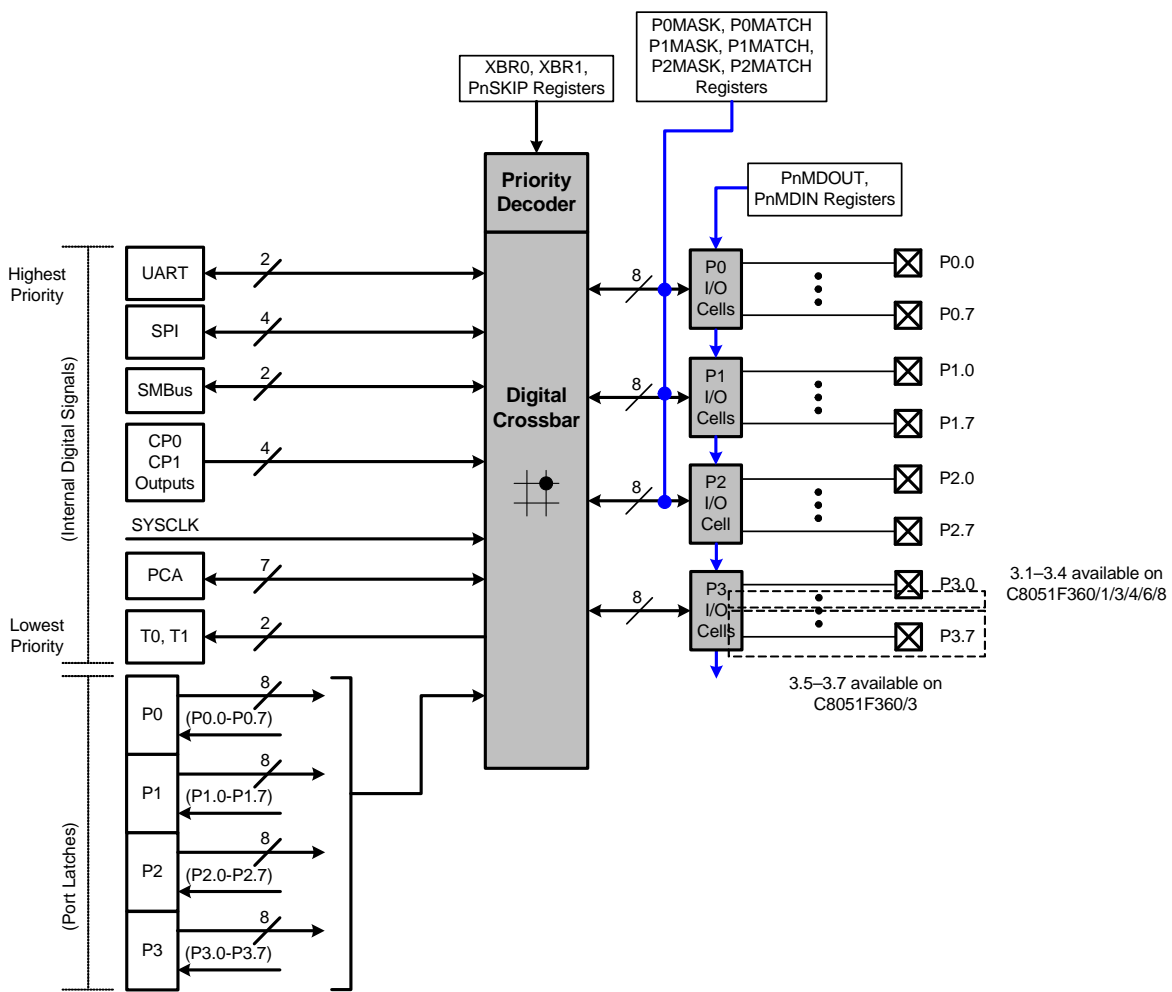 P0MASK, P0MATCH
P1MASK, P1MATCH,
P2MASK, P2MATCH
Registers
XBR0, XBR1,
PnSKIP Registers
PnMDOUT,
PnMDIN Registers
Priority
Decoder
Digital
Crossbar
Highest
Priority
(Internal Digital Signals)
Lowest
Priority
(Port Latches)
UART
2
SPI
4
SMBus
2
CP0
CP1
Outputs
4
SYSCLK
PCA
7
T0, T1
2
P0
8
(P0.0-P0.7)
P1
8
(P1.0-P1.7)
P2
8
(P2.0-P2.7)
P3
8
(P3.0-P3.7)
8
P0
I/O
Cells
P0.0
P0.7
8
P1
I/O
Cells
P1.0
P1.7
8
P2
I/O
Cell
P2.0
P2.7
8
P3
I/O
Cells
P3.0
P3.7
3.1–3.4 available on
C8051F360/1/3/4/6/8
3.5–3.7 available on
C8051F360/3